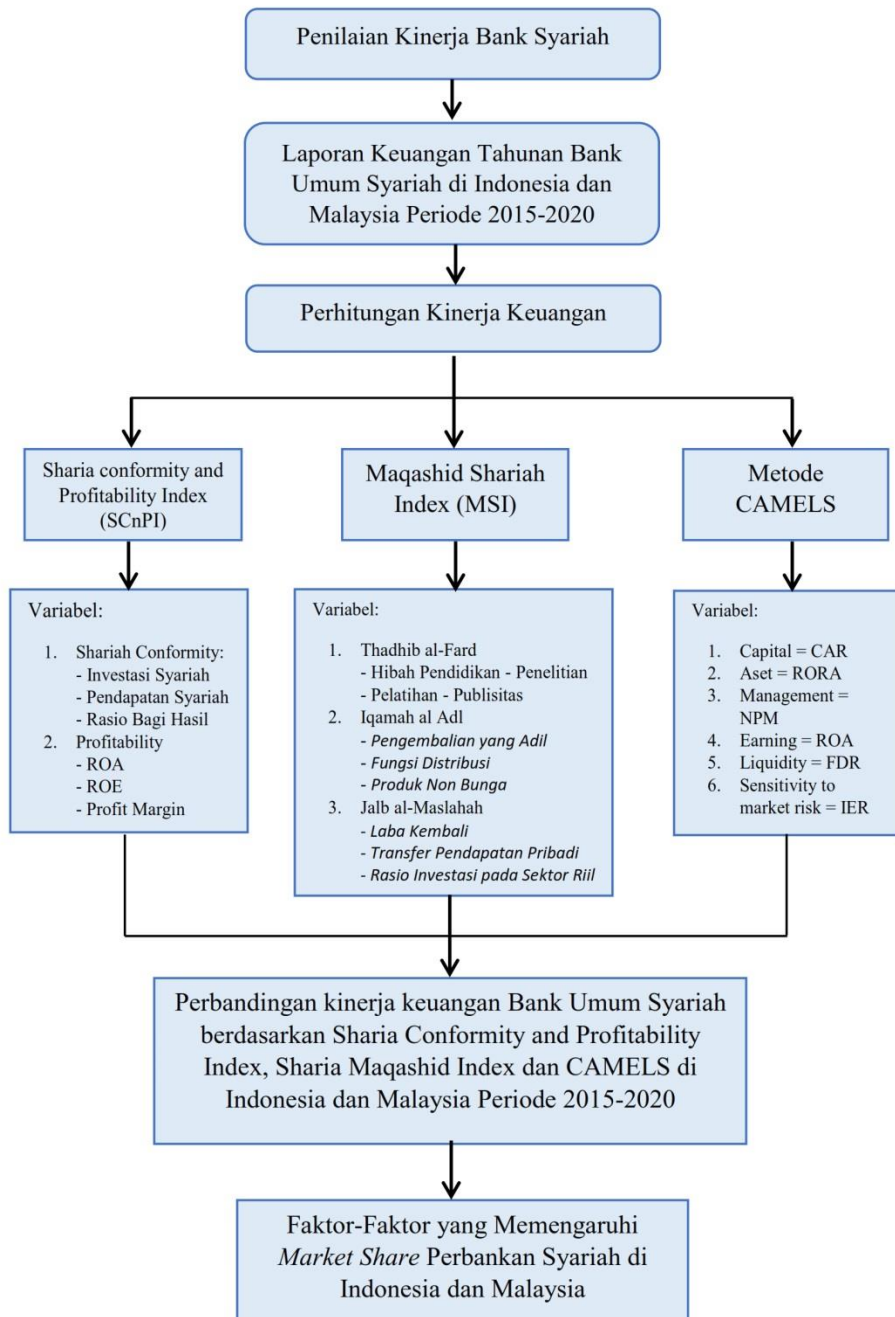 Penilaian Kinerja Bank Syariah
Laporan Keuangan Tahunan Bank
Umum Syariah di Indonesia dan
Malaysia Periode 2015-2020
Perhitungan Kinerja Keuangan
Sharia conformity and
Profitability Index
(SCnPI)
Maqashid Shariah
Index (MSI)
Metode
CAMELS
Variabel:
1. Shariah Conformity:
- Investasi Syariah
- Pendapatan Syariah
- Rasio Bagi Hasil
2. Profitability
- ROA
- ROE
- Profit Margin
Variabel:
1. Thadhib al-Fard
- Hibah Pendidikan - Penelitian
- Pelatihan - Publisitas
2. Iqamah al Adl
- Pengembalian yang Adil
- Fungsi Distribusi
- Produk Non Bunga
3. Jalb al-Maslahah
- Laba Kembali
- Transfer Pendapatan Pribadi
- Rasio Investasi pada Sektor Riil
Variabel:
1. Capital = CAR
2. Aset = RORA
3. Management =
NPM
4. Earning = ROA
5. Liquidity = FDR
6. Sensitivity to
market risk = IER
Perbandingan kinerja keuangan Bank Umum Syariah
berdasarkan Sharia Conformity and Profitability
Index, Sharia Maqashid Index dan CAMELS di
Indonesia dan Malaysia Periode 2015-2020
Faktor-Faktor yang Memengaruhi
Market Share Perbankan Syariah di
Indonesia dan Malaysia